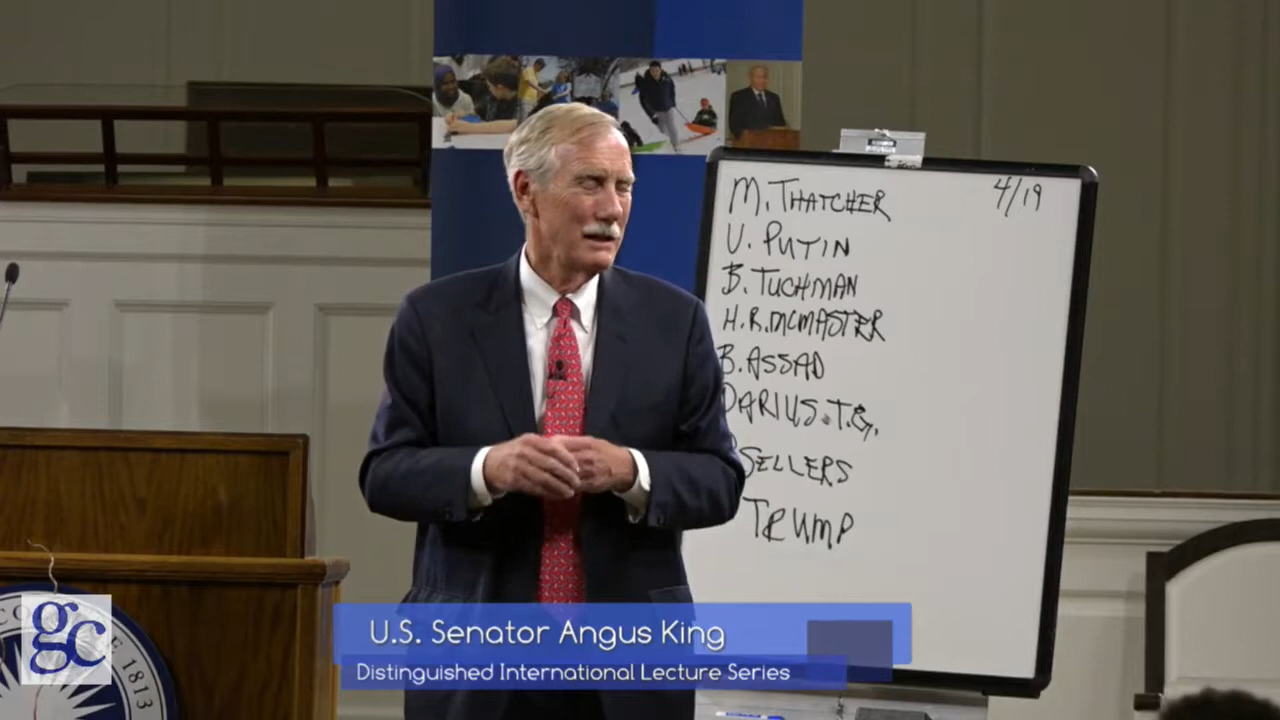 M. THATCHER
4/19
V. PUTIN
B. TUCHMAN
H.R. MCMASTER
B. ASSAD
DARIUS.T.G.
SELLERS
TRUMP
gc
1813
U.S. Senator Angus King
Distinguished International Lecture Series